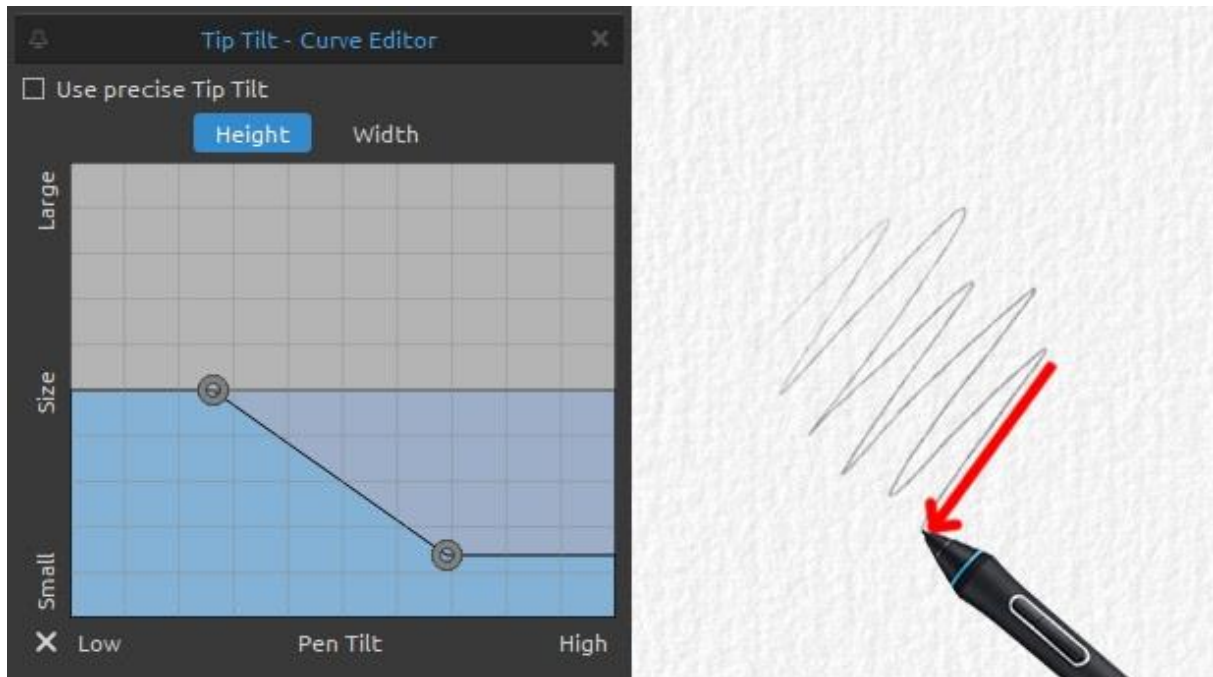 Tip Tilt - Curve Editor
Use precise Tip Tilt
Height Width
Large
Size
Small
Low Pen Tilt High